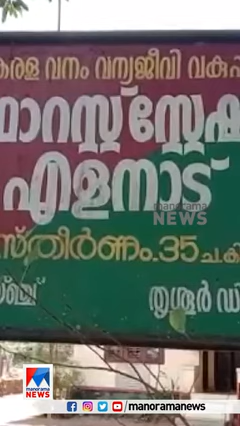 കേരള വനം വന്യജീവി വകുപ്
ഫാറസ്റ്റ് സ്റ്റേഷ
എളനാട്
സ്തീർണം.35 ച.കി
തൃശൂർ ഡി
manorama
NEWS
manorama
NEWS
manoramanews